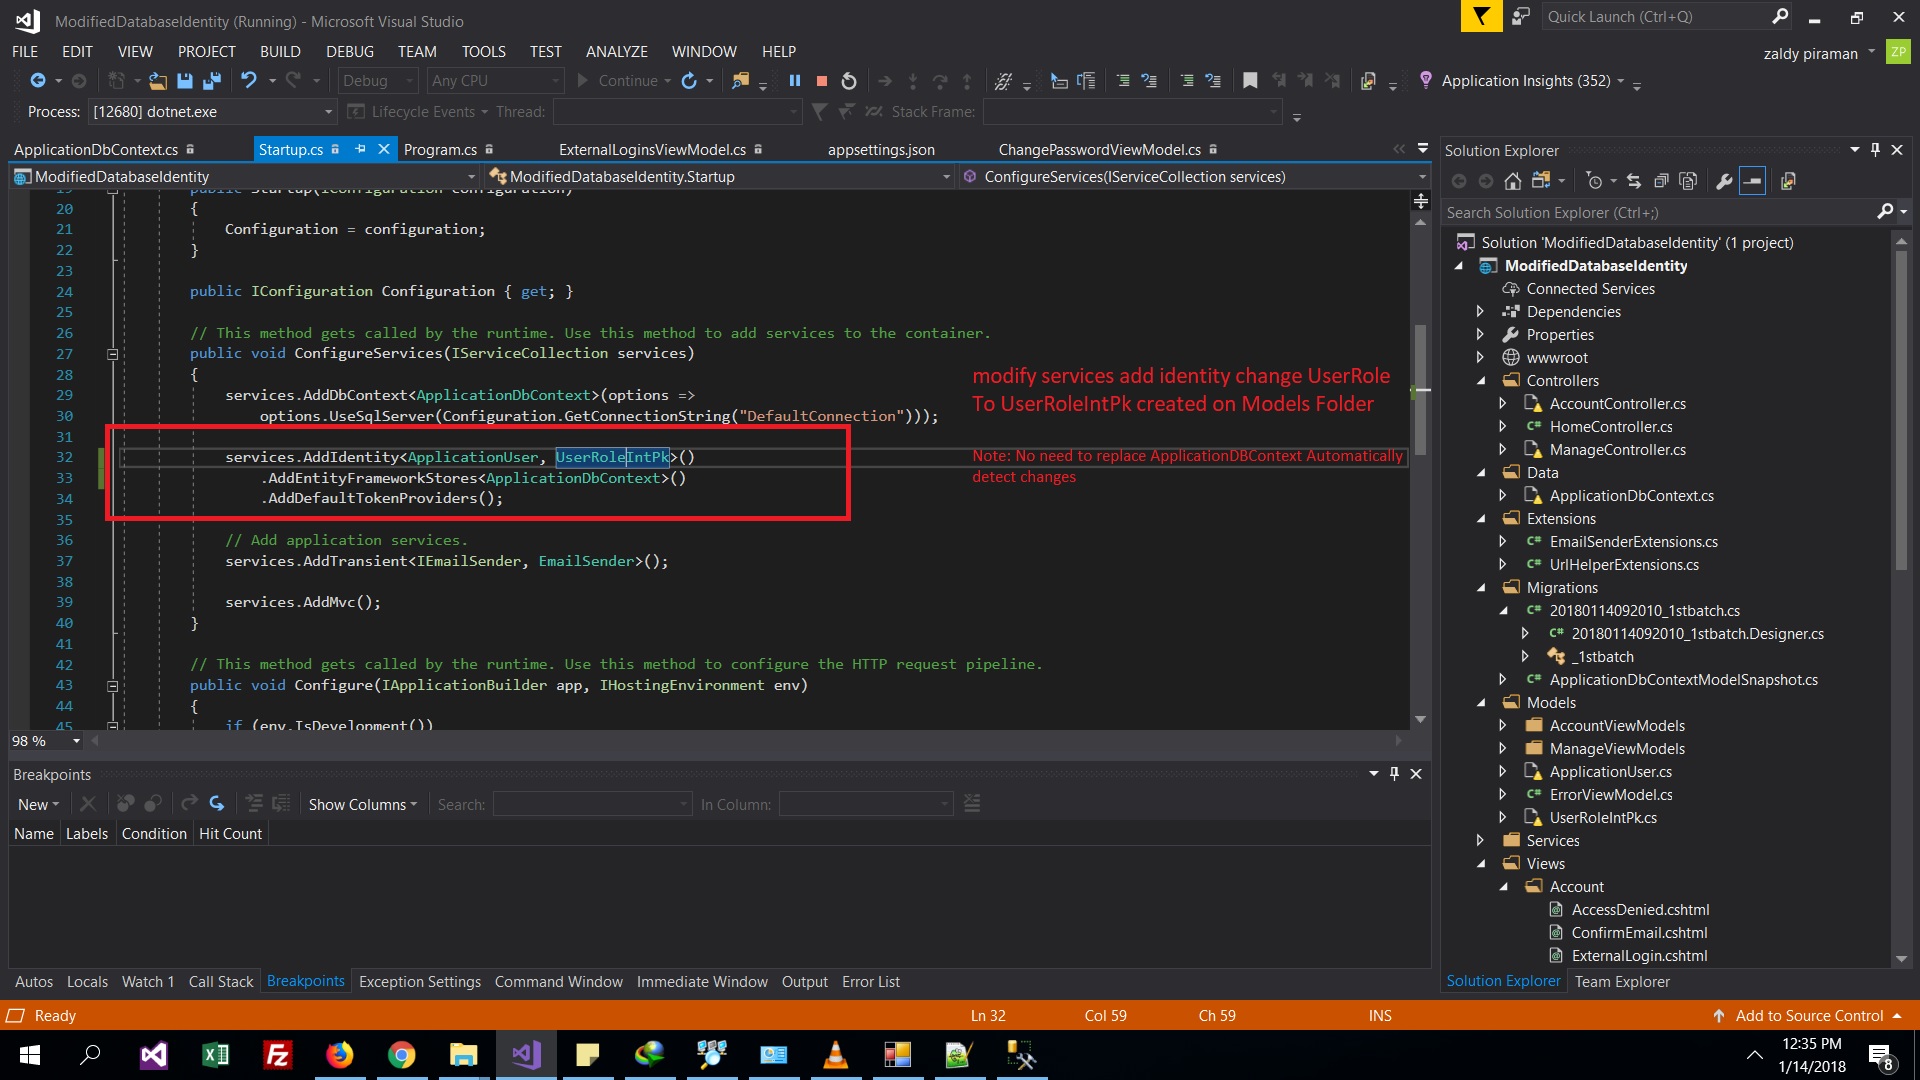 ModifiedDatabaseIdentity (Running) - Microsoft Visual Studio
Quick Launch (Ctrl+Q)
FILE EDIT VIEW PROJECT BUILD DEBUG TEAM TOOLS TEST ANALYZE WINDOW HELP
zaldy piraman ZP
Debug Any CPU Continue Application Insights (352)
Process: [12680] dotnet.exe Lifecycle Events Thread: Stack Frame:
ApplicationDbContext.cs Startup.cs Program.cs ExternalLoginsViewModel.cs appsettings.json ChangePasswordViewModel.cs
ModifiedDatabaseIdentity ModifiedDatabaseIdentity.Startup ConfigureServices(IServiceCollection services)
19 public Startup(IConfiguration configuration)
20 {
21 Configuration = configuration;
22 }
23
24 public IConfiguration Configuration { get; }
25
26 // This method gets called by the runtime. Use this method to add services to the container.
27 public void ConfigureServices(IServiceCollection services)
28 {
29 services.AddDbContext<ApplicationDbContext>(options =>
30 options.UseSqlServer(Configuration.GetConnectionString("DefaultConnection")));
31
32 services.AddIdentity<ApplicationUser, UserRoleIntPk>()
33 .AddEntityFrameworkStores<ApplicationDbContext>()
34 .AddDefaultTokenProviders();
35
36 // Add application services.
37 services.AddTransient<IEmailSender, EmailSender>();
38
39 services.AddMvc();
40 }
41
42 // This method gets called by the runtime. Use this method to configure the HTTP request pipeline.
43 public void Configure(IApplicationBuilder app, IHostingEnvironment env)
44 {
45 if (env.IsDevelopment())
modify services add identity change UserRole
To UserRoleIntPk created on Models Folder
Note: No need to replace ApplicationDBContext Automatically
detect changes
98 %
Breakpoints
New Show Columns Search: In Column:
Name Labels Condition Hit Count
Autos Locals Watch 1 Call Stack Breakpoints Exception Settings Command Window Immediate Window Output Error List
Solution Explorer
Search Solution Explorer (Ctrl+;)
Solution 'ModifiedDatabaseIdentity' (1 project)
ModifiedDatabaseIdentity
Connected Services
Dependencies
Properties
wwwroot
Controllers
AccountController.cs
HomeController.cs
ManageController.cs
Data
ApplicationDbContext.cs
Extensions
C# EmailSenderExtensions.cs
C# UrlHelperExtensions.cs
Migrations
C# 20180114092010_1stbatch.cs
C# 20180114092010_1stbatch.Designer.cs
_1stbatch
C# ApplicationDbContextModelSnapshot.cs
Models
AccountViewModels
ManageViewModels
ApplicationUser.cs
C# ErrorViewModel.cs
UserRoleIntPk.cs
Services
Views
Account
AccessDenied.cshtml
ConfirmEmail.cshtml
ExternalLogin.cshtml
Solution Explorer Team Explorer
Ready Ln 32 Col 59 Ch 59 INS Add to Source Control
12:35 PM
1/14/2018
8